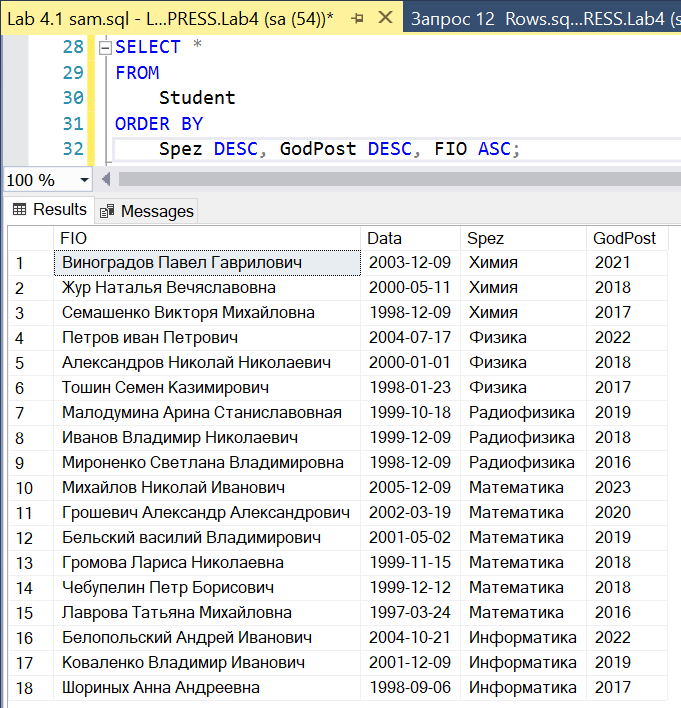 Lab 4.1 sam.sql - L...PRESS.Lab4 (sa (54))* Запрос 12 Rows.sq...RESS.Lab4 (s
28 SELECT *
29 FROM
30 Student
31 ORDER BY
32 Spez DESC, GodPost DESC, FIO ASC;
100 %
Results Messages
FIO Data Spez GodPost
1 Виноградов Павел Гаврилович 2003-12-09 Химия 2021
2 Жур Наталья Вечяславовна 2000-05-11 Химия 2018
3 Семашенко Викторя Михайловна 1998-12-09 Химия 2017
4 Петров иван Петрович 2004-07-17 Физика 2022
5 Александров Николай Николаевич 2000-01-01 Физика 2018
6 Тошин Семен Казимирович 1998-01-23 Физика 2017
7 Малодумина Арина Станиславовная 1999-10-18 Радиофизика 2019
8 Иванов Владимир Николаевич 1999-12-09 Радиофизика 2018
9 Мироненко Светлана Владимировна 1998-12-09 Радиофизика 2016
10 Михайлов Николай Иванович 2005-12-09 Математика 2023
11 Грошевич Александр Александрович 2002-03-19 Математика 2020
12 Бельский василий Владимирович 2001-05-02 Математика 2019
13 Громова Лариса Николаевна 1999-11-15 Математика 2018
14 Чебупелин Петр Борисович 1999-12-12 Математика 2018
15 Лаврова Татьяна Михайловна 1997-03-24 Математика 2016
16 Белопольский Андрей Иванович 2004-10-21 Информатика 2022
17 Коваленко Владимир Иванович 2001-12-09 Информатика 2019
18 Шориных Анна Андреевна 1998-09-06 Информатика 2017